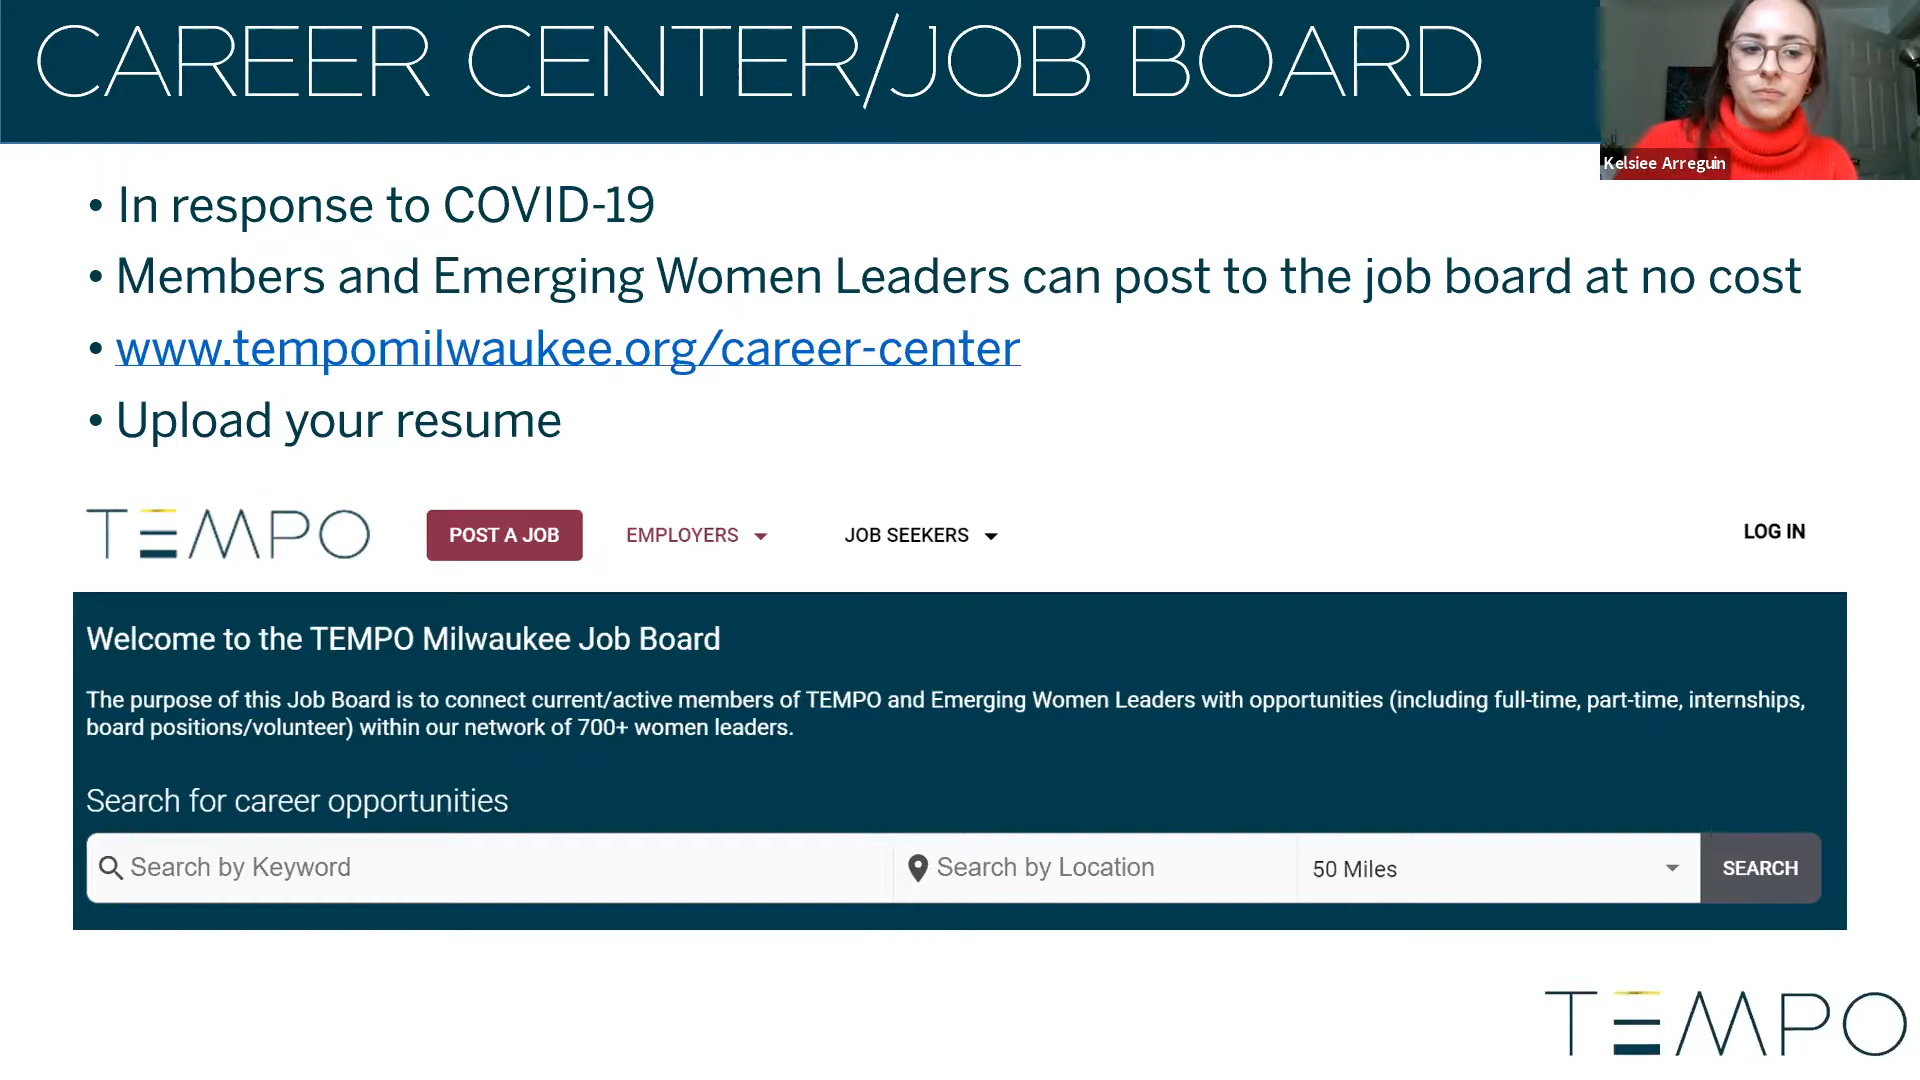 CAREER CENTER/JOB BOARD
Kelsiee Arreguin
• In response to COVID-19
• Members and Emerging Women Leaders can post to the job board at no cost
• www.tempomilwaukee.org/career-center
• Upload your resume
TEMPO
POST A JOB
EMPLOYERS
JOB SEEKERS
LOG IN
Welcome to the TEMPO Milwaukee Job Board
The purpose of this Job Board is to connect current/active members of TEMPO and Emerging Women Leaders with opportunities (including full-time, part-time, internships,
board positions/volunteer) within our network of 700+ women leaders.
Search for career opportunities
Search by Keyword
Search by Location
50 Miles
SEARCH
TEMPO